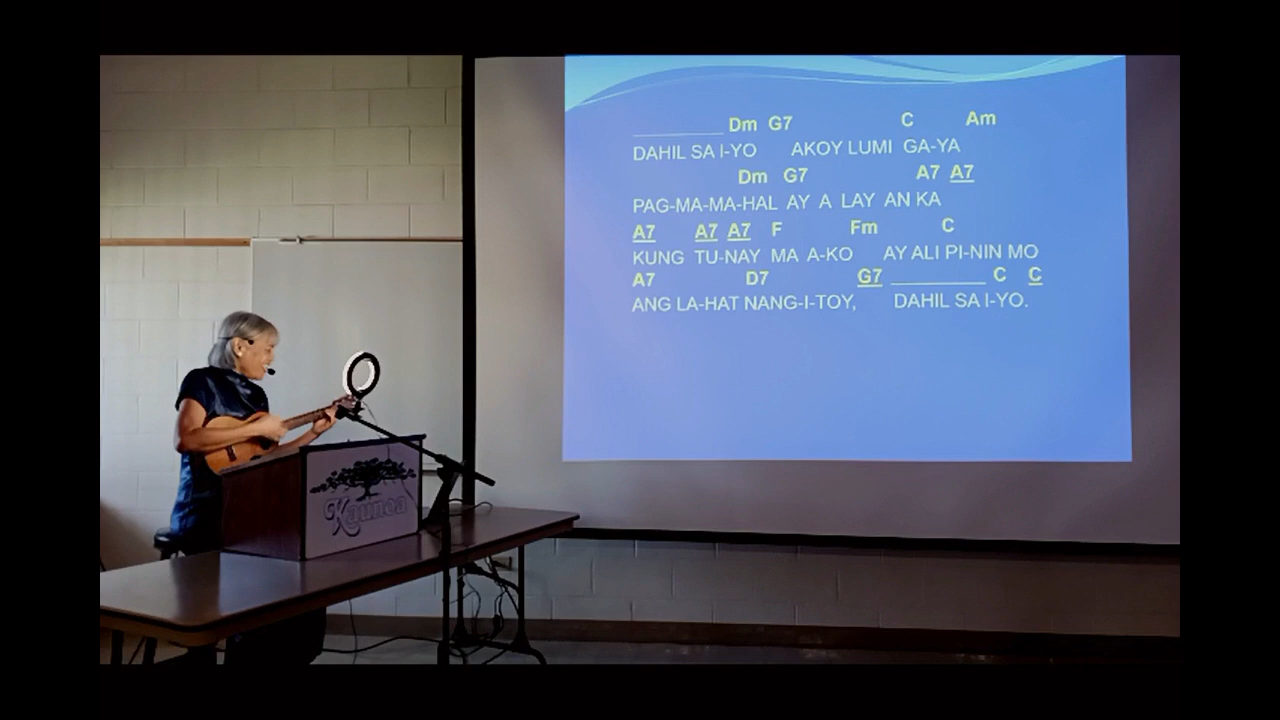 ________ Dm G7 C Am
DAHIL SA I-YO AKOY LUMI GA-YA
Dm G7 A7 A7
PAG-MA-MA-HAL AY A LAY AN KA
A7 A7 A7 F Fm C
KUNG TU-NAY MA A-KO AY ALI PI-NIN MO
A7 D7 G7 ________ C C
ANG LA-HAT NANG-I-TOY, DAHIL SA I-YO.
Kaunoa